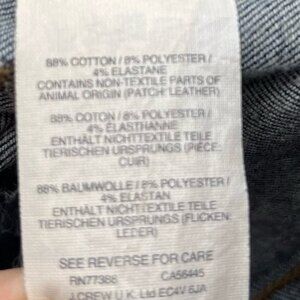 88% COTTON / 8% POLYESTER /
4% ELASTANE
CONTAINS NON-TEXTILE PARTS OF
ANIMAL ORIGIN (PATCH: LEATHER)
88% COTON / 8% POLYESTER /
4% ELASTHANNE
ENTHÄLT NICHTTEXTILE TEILE
TIERISCHEN URSPRUNGS (PIÈCE:
CUIR)
88% BAUMWOLLE / 8% POLYESTER /
4% ELASTAN
ENTHÄLT NICHTTEXTILE TEILE
TIERISCHEN URSPRUNGS (FLICKEN:
LEDER)
SEE REVERSE FOR CARE
RN77388 CA56445
J.CREW U.K. Ltd EC4V 6JA